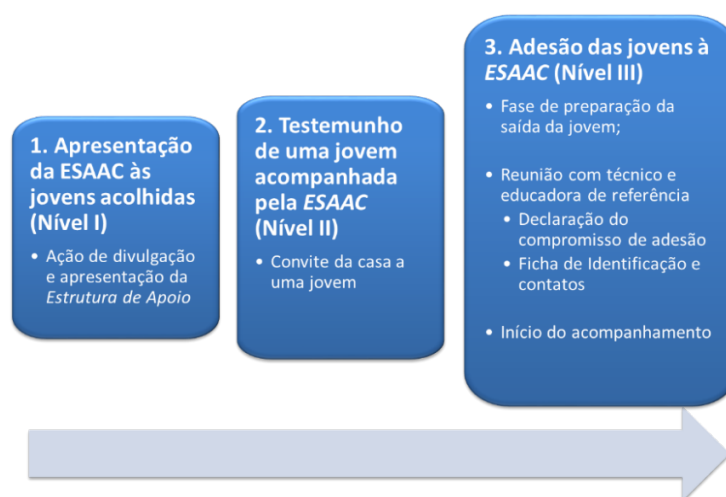 1. Apresentação
da ESAAC às
jovens acolhidas
(Nível I)
• Ação de divulgação
e apresentação da
Estrutura de Apoio
2. Testemunho
de uma jovem
acompanhada
pela ESAAC
(Nível II)
• Convite da casa a
uma jovem
3. Adesão das jovens à
ESAAC (Nível III)
• Fase de preparação da
saída da jovem;
• Reunião com técnico e
educadora de referência
• Declaração do
compromisso de adesão
• Ficha de Identificação e
contatos
• Início do acompanhamento